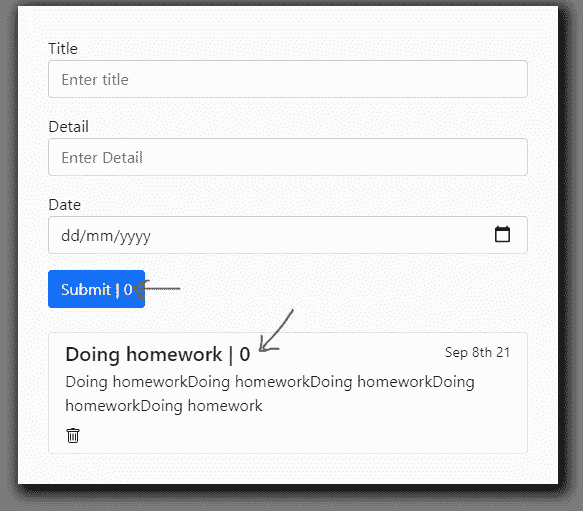 Title
Enter title
Detail
Enter Detail
Date
dd/mm/yyyy
Submit | 0
Doing homework | 0
Sep 8th 21
Doing homeworkDoing homeworkDoing homeworkDoing
homeworkDoing homework